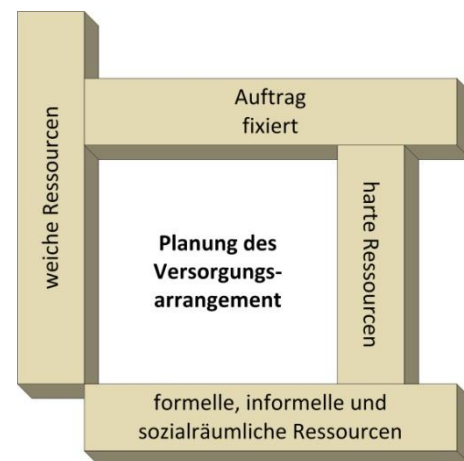 weiche Ressourcen
Auftrag
fixiert
harte Ressourcen
Planung des
Versorgungs-
arrangement
formelle, informelle und
sozialräumliche Ressourcen